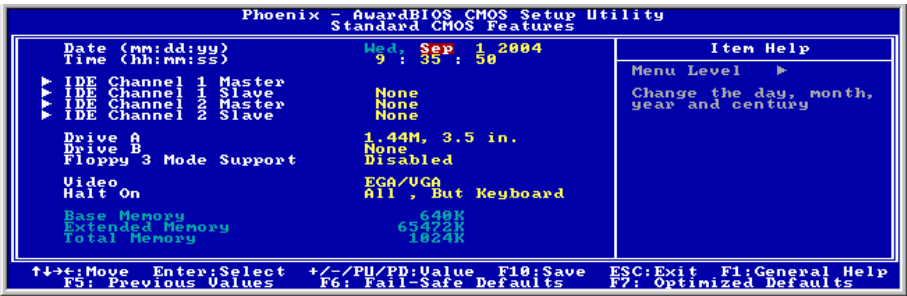 Phoenix - AwardBIOS CMOS Setup Utility
Standard CMOS Features
Date (mm:dd:yy) Wed, Sep 1 2004
Time (hh:mm:ss) 9 : 35 : 50
► IDE Channel 1 Master
► IDE Channel 1 Slave None
► IDE Channel 2 Master None
► IDE Channel 2 Slave None
Drive A 1.44M, 3.5 in.
Drive B None
Floppy 3 Mode Support Disabled
Video EGA/VGA
Halt On All , But Keyboard
Base Memory 640K
Extended Memory 65472K
Total Memory 1024K
Item Help
Menu Level ►
Change the day, month,
year and century
↑↓→←:Move Enter:Select +/-/PU/PD:Value F10:Save ESC:Exit F1:General Help
F5: Previous Values F6: Fail-Safe Defaults F7: Optimized Defaults